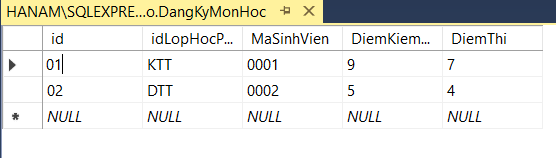 HANAM\SQLEXPRE...o.DangKyMonHoc
id idLopHocP... MaSinhVien DiemKiem... DiemThi
01 KTT 0001 9 7
02 DTT 0002 5 4
NULL NULL NULL NULL NULL